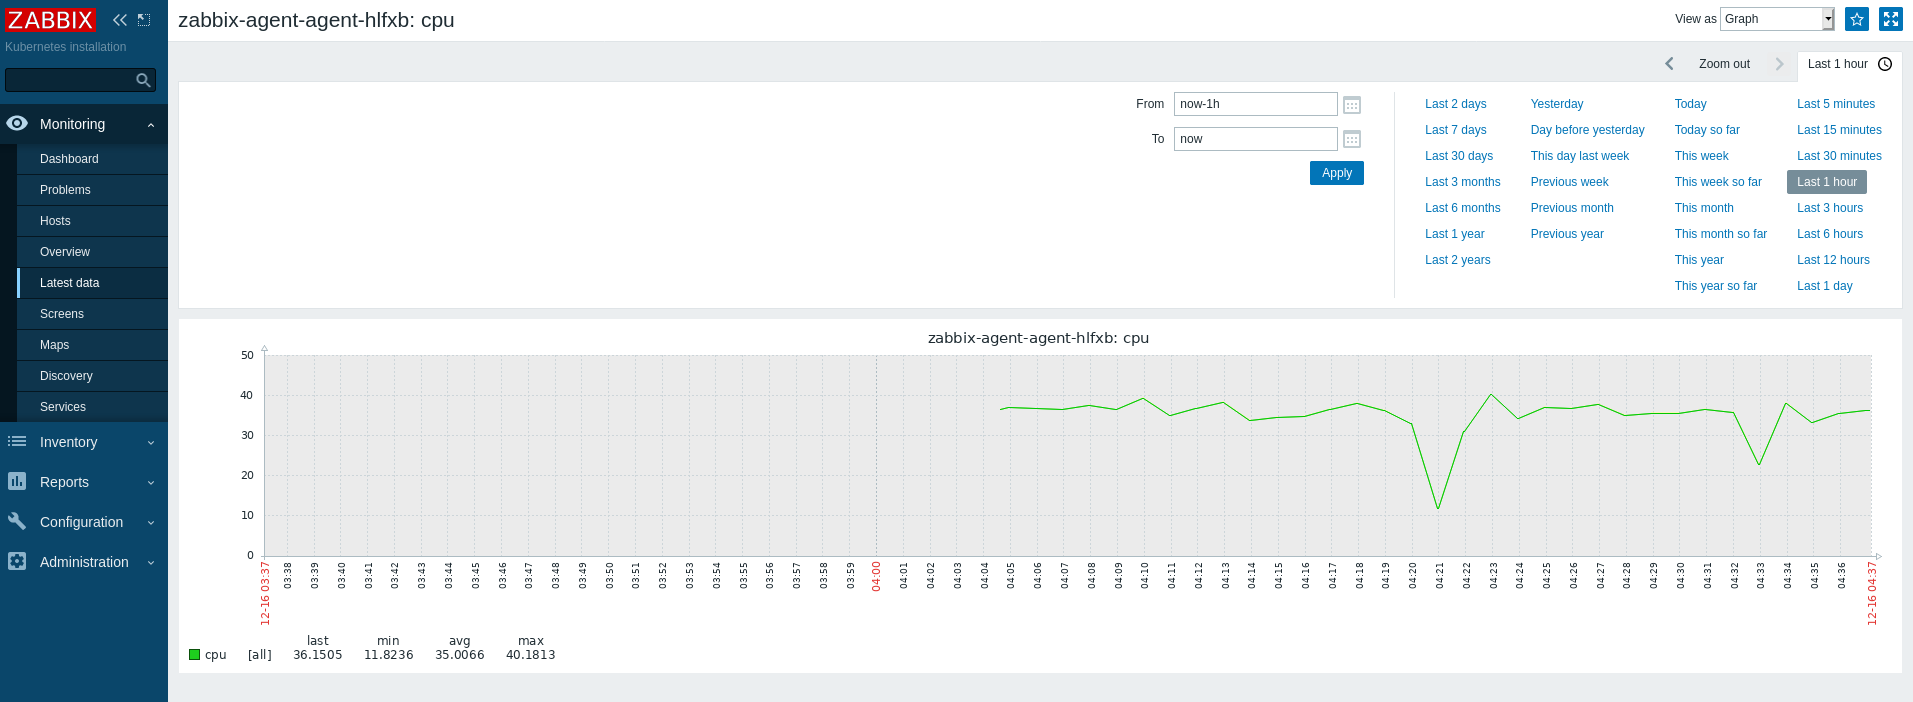 ZABBIX
Kubernetes installation
Monitoring
Dashboard
Problems
Hosts
Overview
Latest data
Screens
Maps
Discovery
Services
Inventory
Reports
Configuration
Administration
zabbix-agent-agent-hlfxb: cpu
View as Graph
Zoom out
Last 1 hour
From now-1h
To now
Apply
Last 2 days Yesterday Today Last 5 minutes
Last 7 days Day before yesterday Today so far Last 15 minutes
Last 30 days This day last week This week Last 30 minutes
Last 3 months Previous week This week so far Last 1 hour
Last 6 months Previous month This month Last 3 hours
Last 1 year Previous year This month so far Last 6 hours
Last 2 years This year Last 12 hours
This year so far Last 1 day
zabbix-agent-agent-hlfxb: cpu
50
40
30
20
10
0
12-16 03:37 03:38 03:39 03:40 03:41 03:42 03:43 03:44 03:45 03:46 03:47 03:48 03:49 03:50 03:51 03:52 03:53 03:54 03:55 03:56 03:57 03:58 03:59 04:00 04:01 04:02 04:03 04:04 04:05 04:06 04:07 04:08 04:09 04:10 04:11 04:12 04:13 04:14 04:15 04:16 04:17 04:18 04:19 04:20 04:21 04:22 04:23 04:24 04:25 04:26 04:27 04:28 04:29 04:30 04:31 04:32 04:33 04:34 04:35 04:36 12-16 04:37
last min avg max
cpu [all] 36.1505 11.8236 35.0066 40.1813